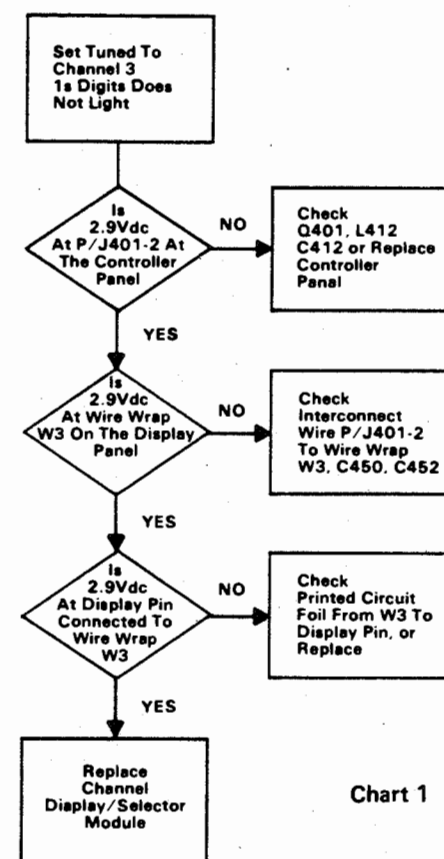 Set Tuned To
Channel 3
1s Digits Does
Not Light
Is
2.9Vdc
At P/J401-2 At
The Controller
Panel
NO
Check
Q401, L412
C412 or Replace
Controller
Panal
YES
Is
2.9Vdc
At Wire Wrap
W3 On The Display
Panel
NO
Check
Interconnect
Wire P/J401-2
To Wire Wrap
W3, C450, C452
YES
Is
2.9Vdc
At Display Pin
Connected To
Wire Wrap
W3
NO
Check
Printed Circuit
Foil From W3 To
Display Pin, or
Replace
YES
Replace
Channel
Display/Selector
Module
Chart 1